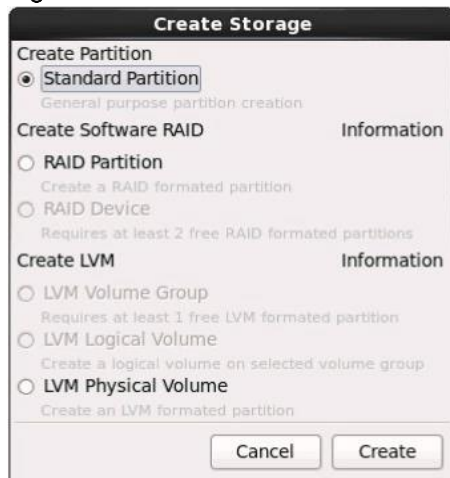 Create Storage
Create Partition
Standard Partition
General purpose partition creation
Create Software RAID Information
RAID Partition
Create a RAID formated partition
RAID Device
Requires at least 2 free RAID formated partitions
Create LVM Information
LVM Volume Group
Requires at least 1 free LVM formated partition
LVM Logical Volume
Create a logical volume on selected volume group
LVM Physical Volume
Create an LVM formated partition
Cancel Create